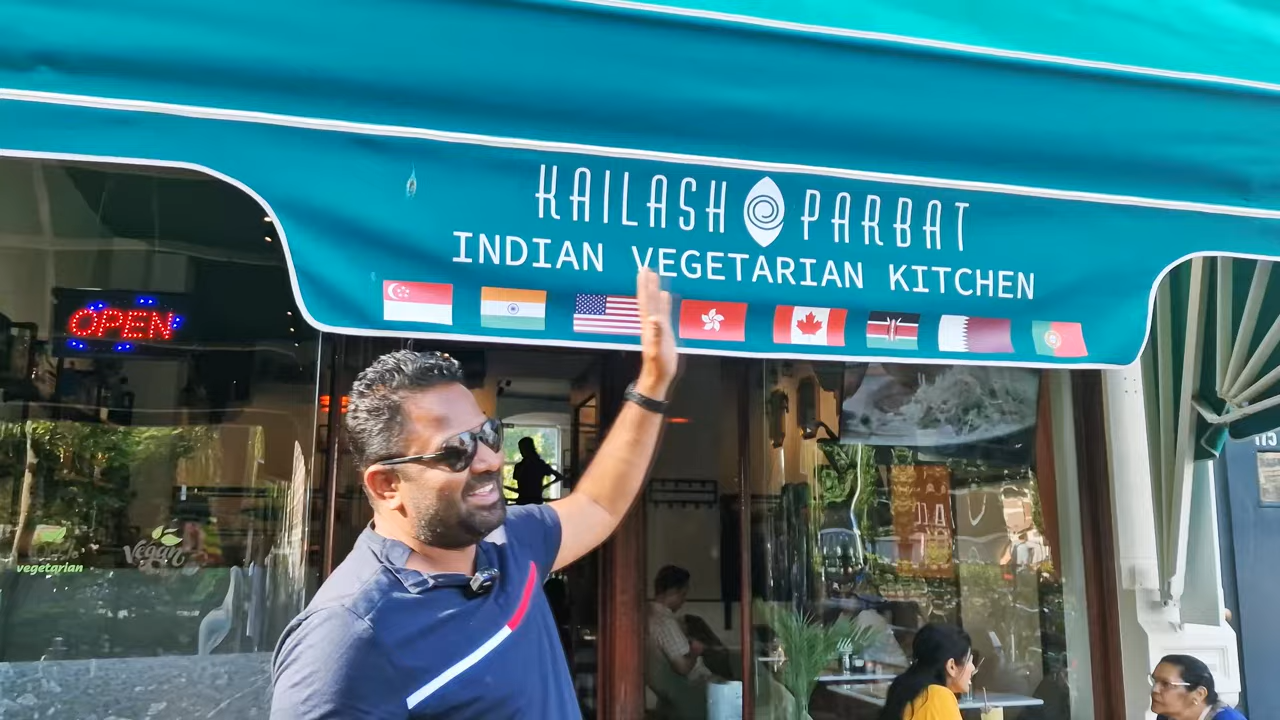 KAILASH PARBAT
INDIAN VEGETARIAN KITCHEN
OPEN
vegetarian
Vegan